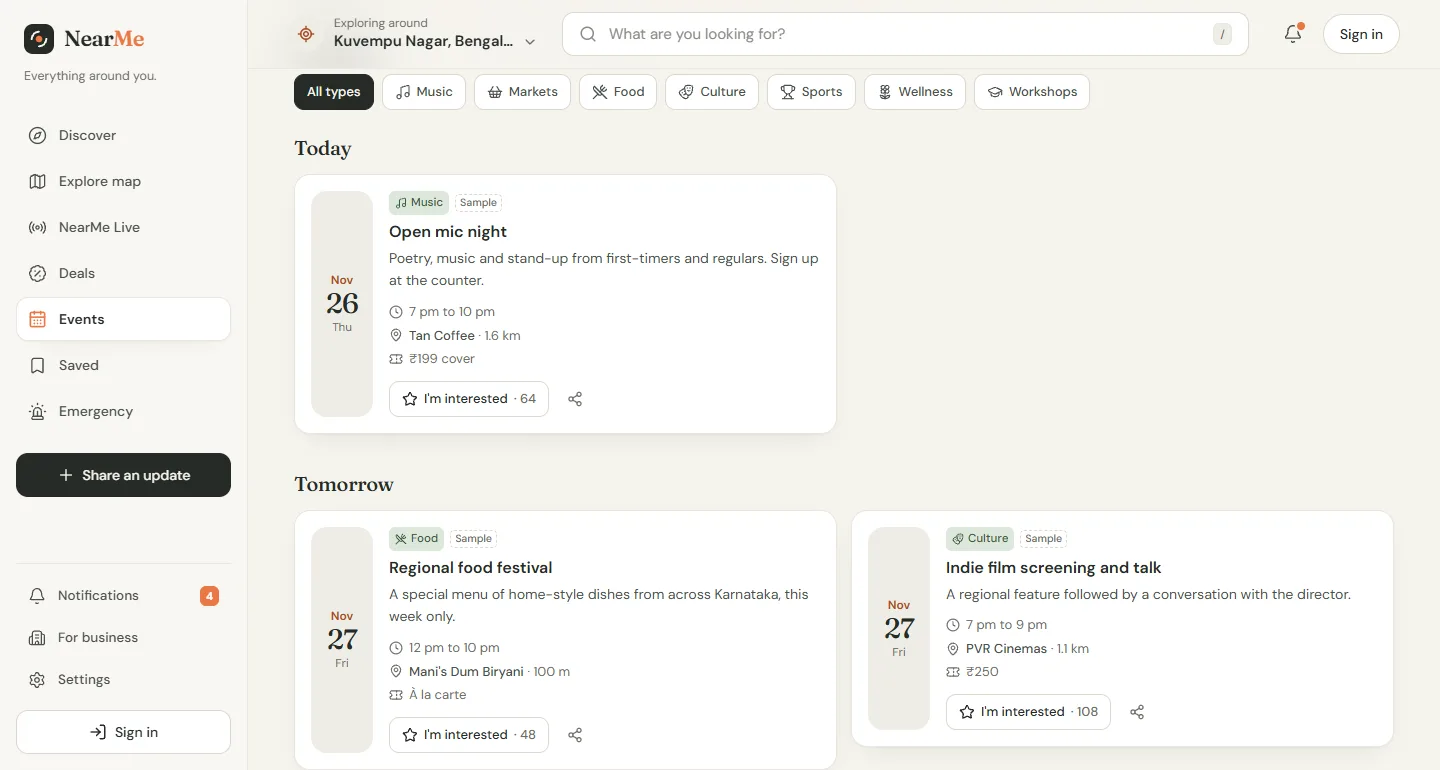 NearMe
Everything around you.
Discover
Explore map
NearMe Live
Deals
Events
Saved
Emergency
Share an update
Notifications 4
For business
Settings
Sign in
Exploring around
Kuvempu Nagar, Bengal...
What are you looking for? /
Sign in
All types Music Markets Food Culture Sports Wellness Workshops
Today
Nov
26
Thu
Music Sample
Open mic night
Poetry, music and stand-up from first-timers and regulars. Sign up
at the counter.
7 pm to 10 pm
Tan Coffee · 1.6 km
₹199 cover
I'm interested · 64
Tomorrow
Nov
27
Fri
Food Sample
Regional food festival
A special menu of home-style dishes from across Karnataka, this
week only.
12 pm to 10 pm
Mani's Dum Biryani · 100 m
À la carte
I'm interested · 48
Nov
27
Fri
Culture Sample
Indie film screening and talk
A regional feature followed by a conversation with the director.
7 pm to 9 pm
PVR Cinemas · 1.1 km
₹250
I'm interested · 108